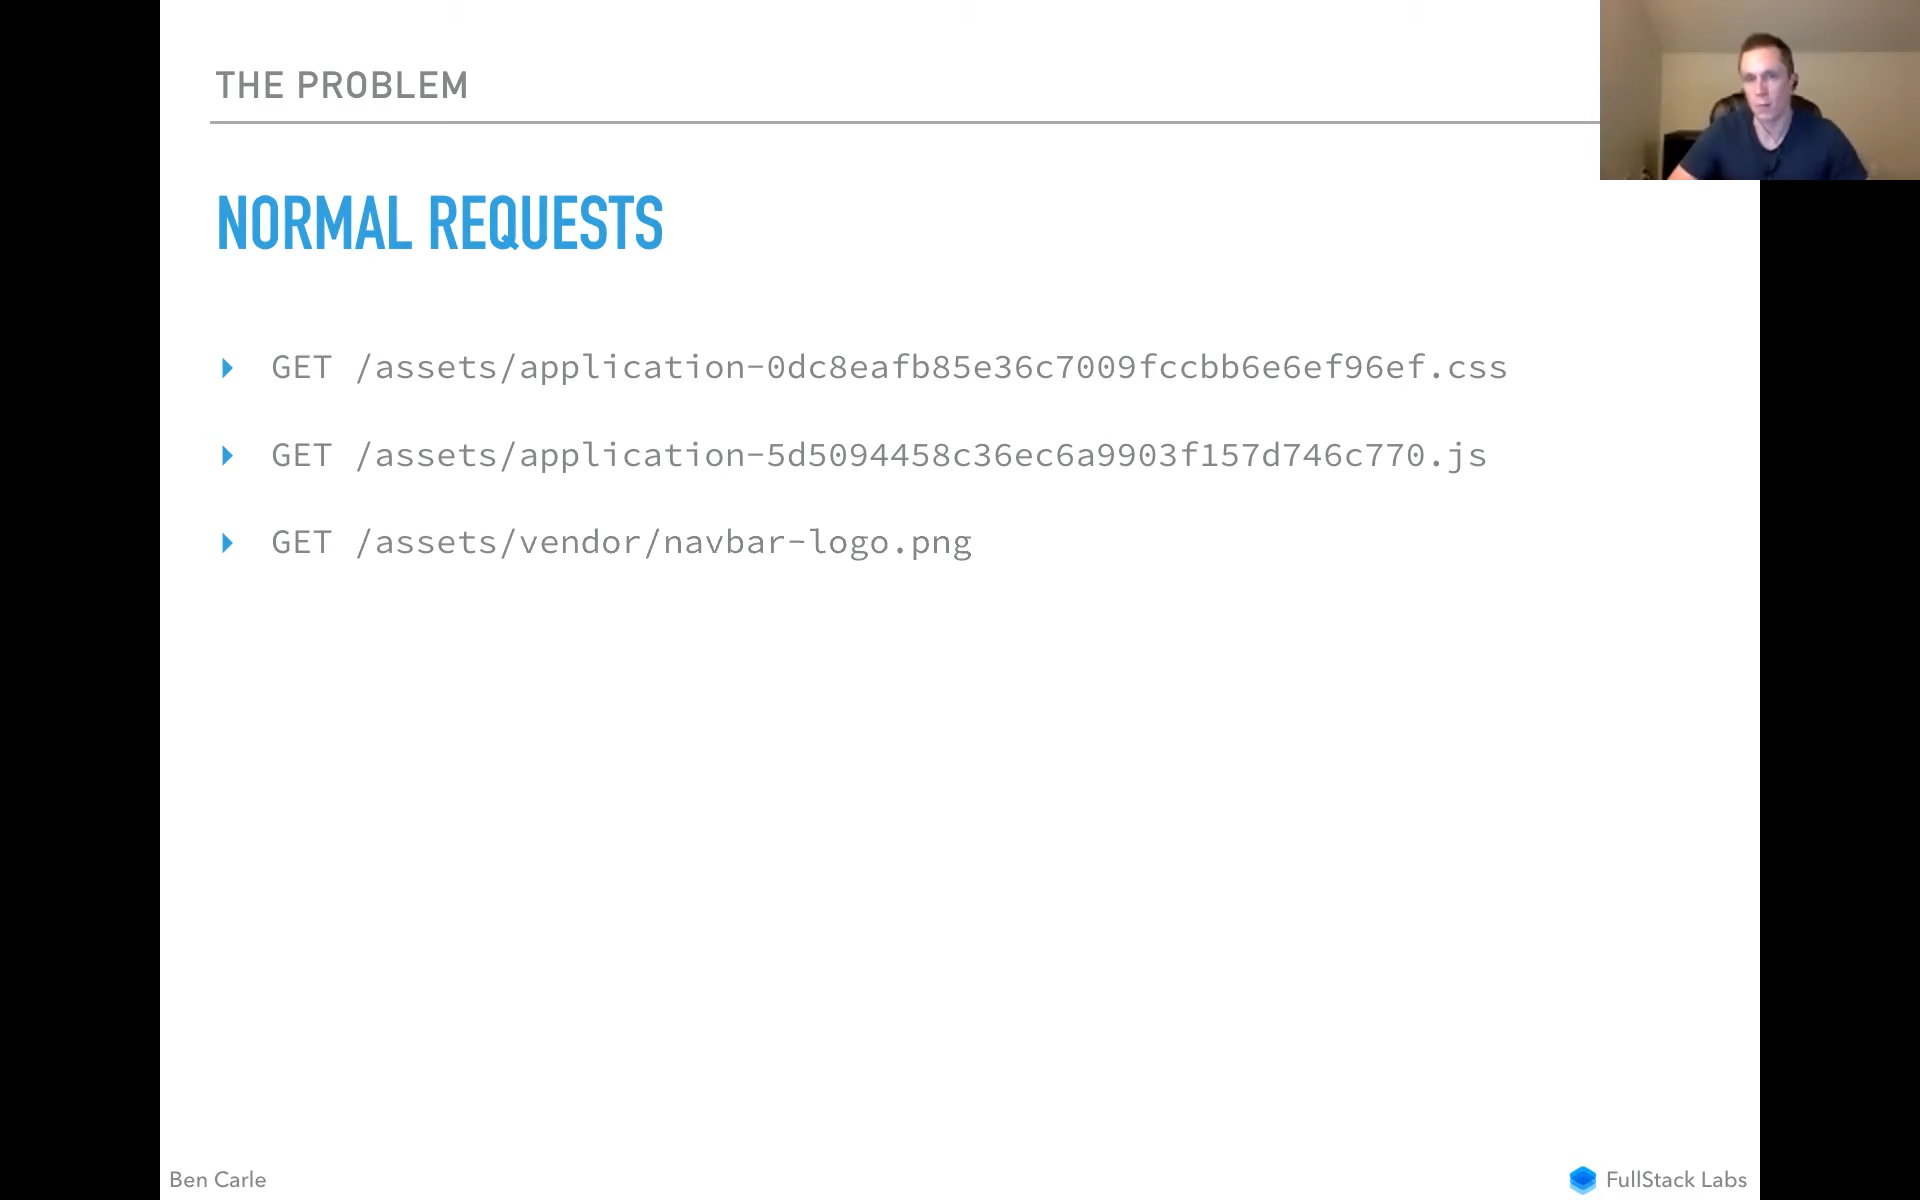 THE PROBLEM
NORMAL REQUESTS
GET /assets/application-0dc8eafb85e36c7009fccbb6e6ef96ef.css
GET /assets/application-5d5094458c36ec6a9903f157d746c770.js
GET /assets/vendor/navbar-logo.png
Ben Carle
FullStack Labs